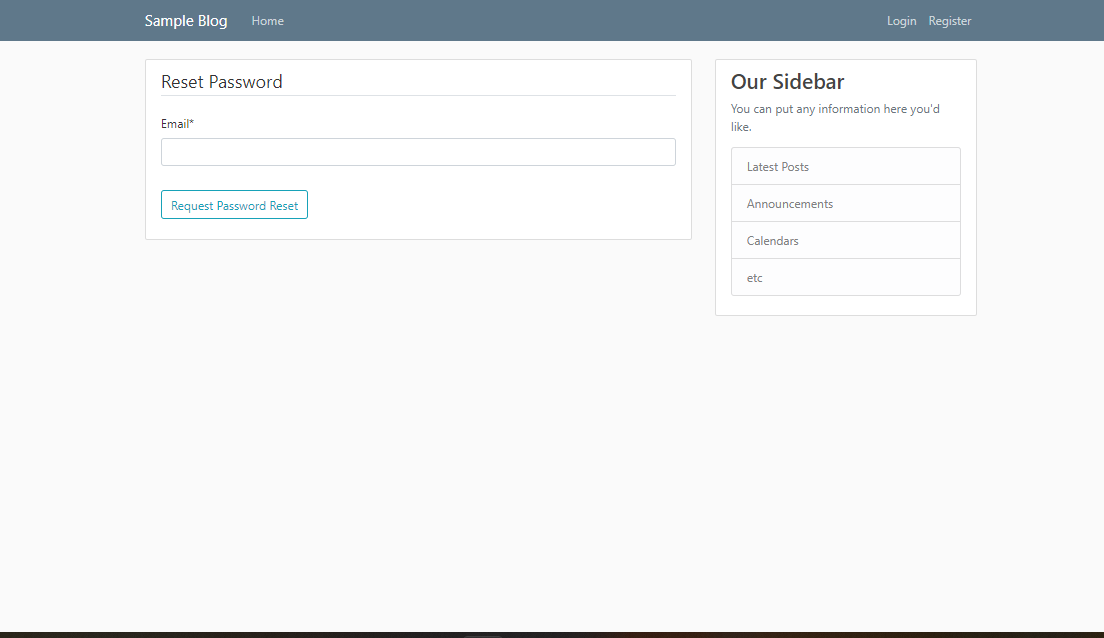 Sample Blog Home Login Register
Reset Password
Email*
Request Password Reset
Our Sidebar
You can put any information here you'd
like.
Latest Posts
Announcements
Calendars
etc